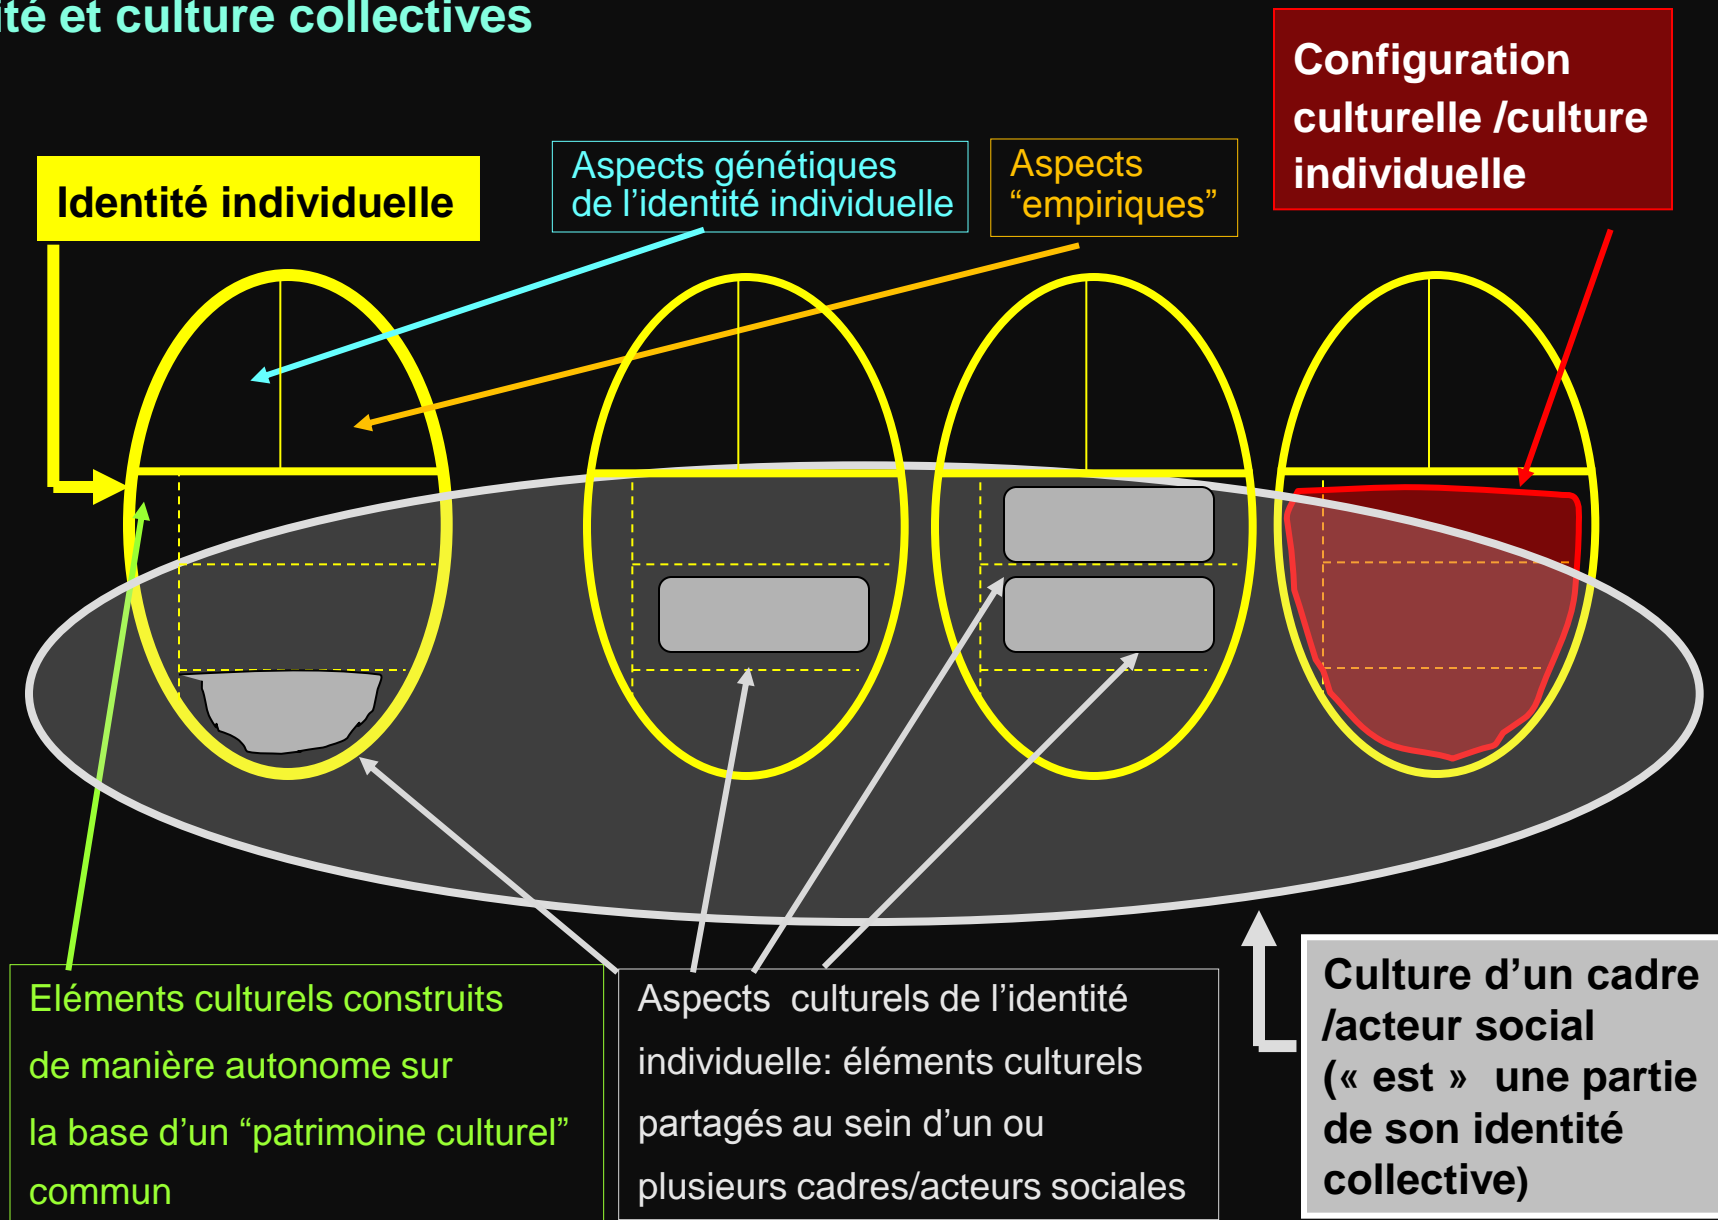 ité et culture collectives
Configuration
culturelle /culture
individuelle
Aspects génétiques
de l’identité individuelle
Aspects
“empiriques”
Identité individuelle
Eléments culturels construits
de manière autonome sur
la base d’un “patrimoine culturel”
commun
Aspects culturels de l’identité
individuelle: éléments culturels
partagés au sein d’un ou
plusieurs cadres/acteurs sociales
Culture d’un cadre
/acteur social
(« est » une partie
de son identité
collective)